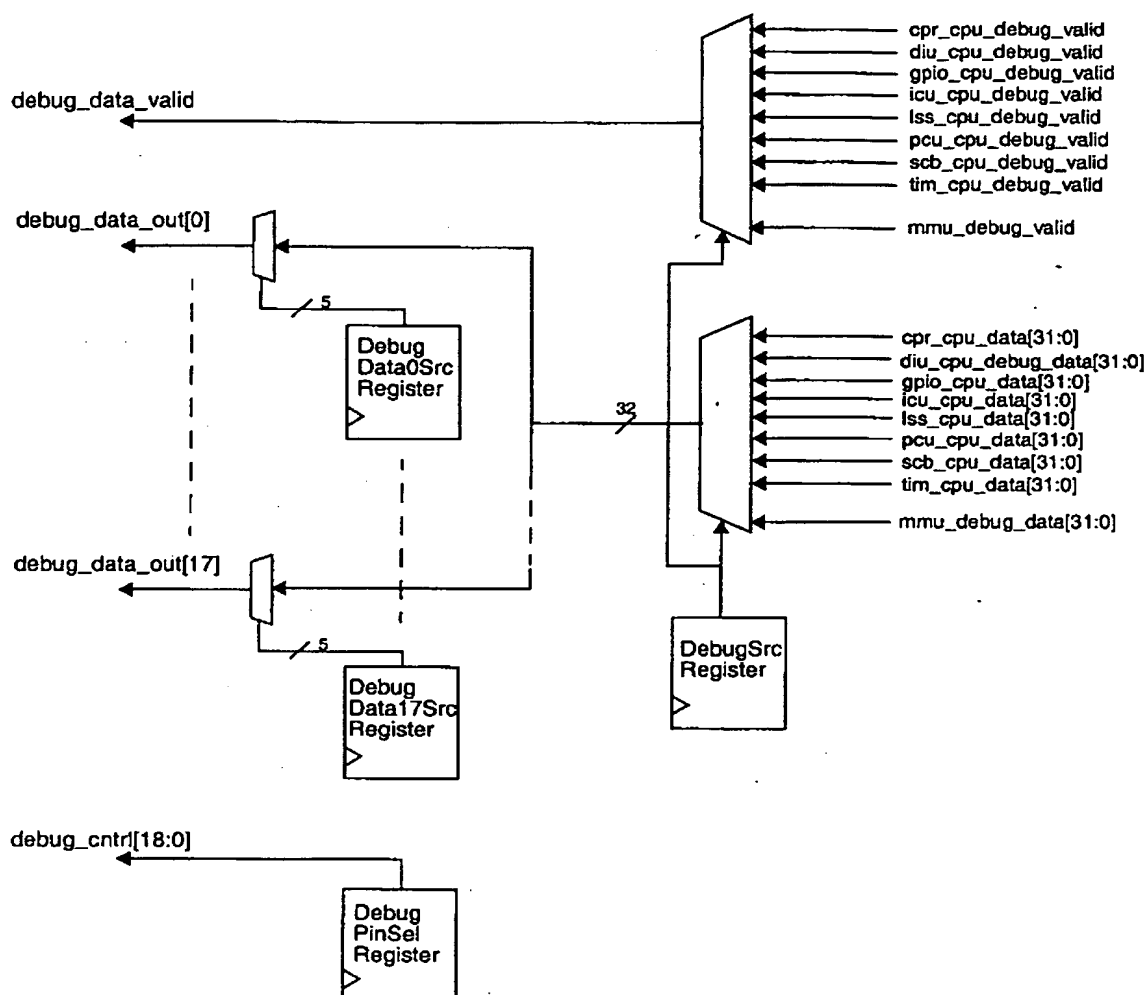 cpr_cpu_debug_valid
diu_cpu_debug_valid
gpio_cpu_debug_valid
icu_cpu_debug_valid
lss_cpu_debug_valid
pcu_cpu_debug_valid
scb_cpu_debug_valid
tim_cpu_debug_valid
mmu_debug_valid
debug_data_valid
debug_data_out[0]
5
Debug
Data0Src
Register
cpr_cpu_data[31:0]
diu_cpu_debug_data[31:0]
gpio_cpu_data[31:0]
icu_cpu_data[31:0]
lss_cpu_data[31:0]
pcu_cpu_data[31:0]
scb_cpu_data[31:0]
tim_cpu_data[31:0]
mmu_debug_data[31:0]
32
debug_data_out[17]
5
Debug
Data17Src
Register
DebugSrc
Register
debug_cntrl[18:0]
Debug
PinSel
Register